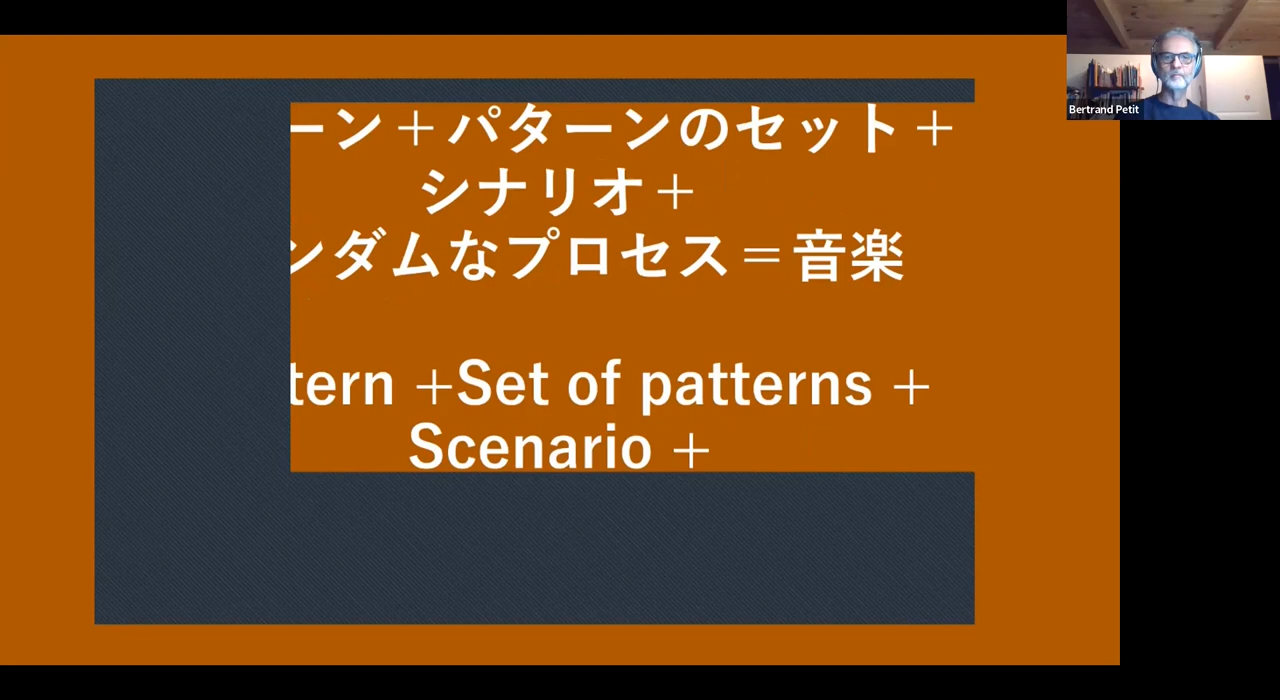 ーン＋パターンのセット＋
シナリオ＋
ンダムなプロセス＝音楽
tern +Set of patterns +
Scenario +
Bertrand Petit